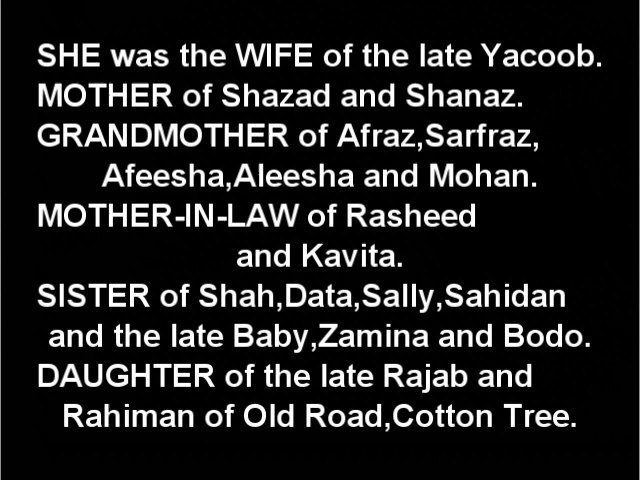 SHE was the WIFE of the late Yacoob.
MOTHER of Shazad and Shanaz.
GRANDMOTHER of Afraz,Sarfraz,
Afeesha,Aleesha and Mohan.
MOTHER-IN-LAW of Rasheed
and Kavita.
SISTER of Shah,Data,Sally,Sahidan
and the late Baby,Zamina and Bodo.
DAUGHTER of the late Rajab and
Rahiman of Old Road,Cotton Tree.